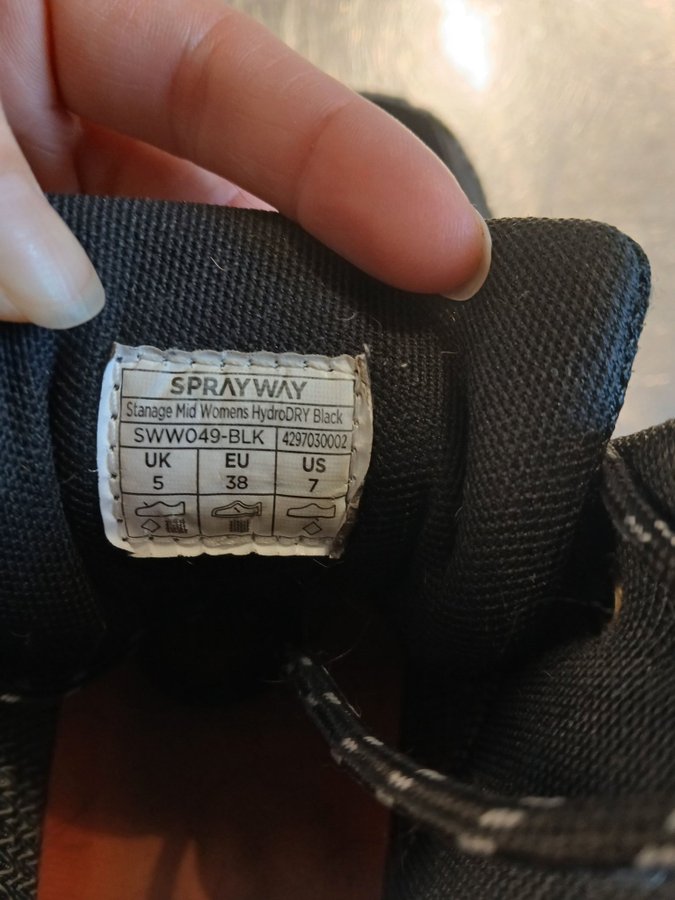 SPRAYWAY
Stanage Mid Womens HydroDRY Black
SWW049-BLK 4297030002
UK EU US
5 38 7